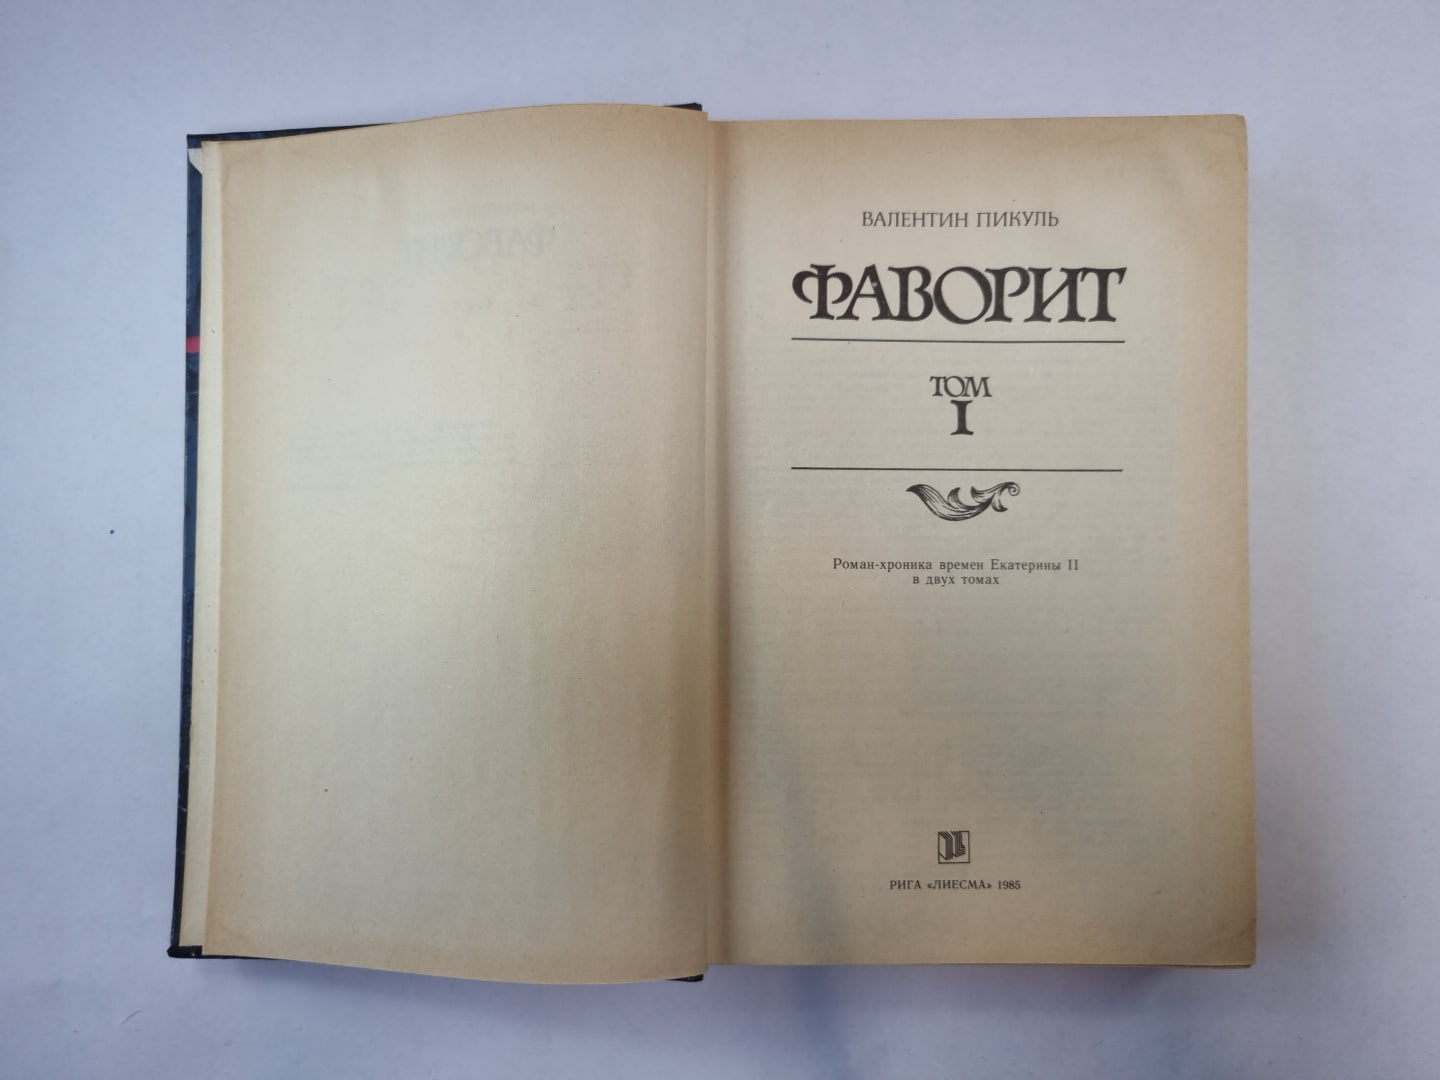 ВАЛЕНТИН ПИКУЛЬ
ФАВОРИТ
ТОМ
I
Роман-хроника времен Екатерины II
в двух томах
РИГА «ЛИЕСМА» 1985